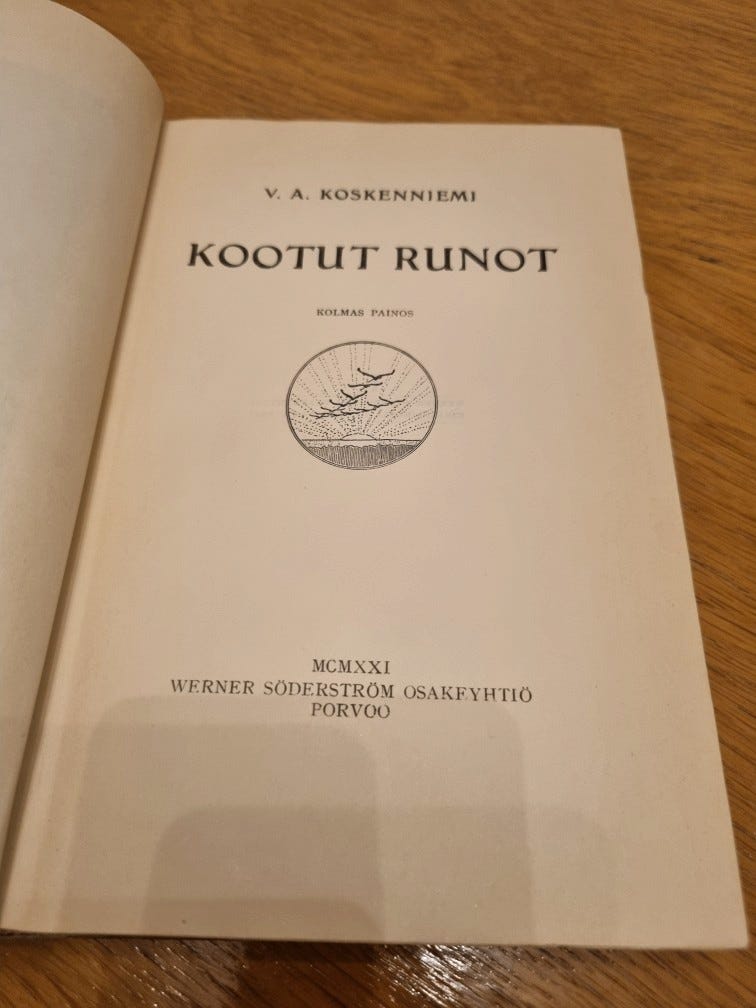 V. A. KOSKENNIEMI
KOOTUT RUNOT
KOLMAS PAINOS
MCMXXI
WERNER SÖDERSTRÖM OSAKEYHTIÖ
PORVOO